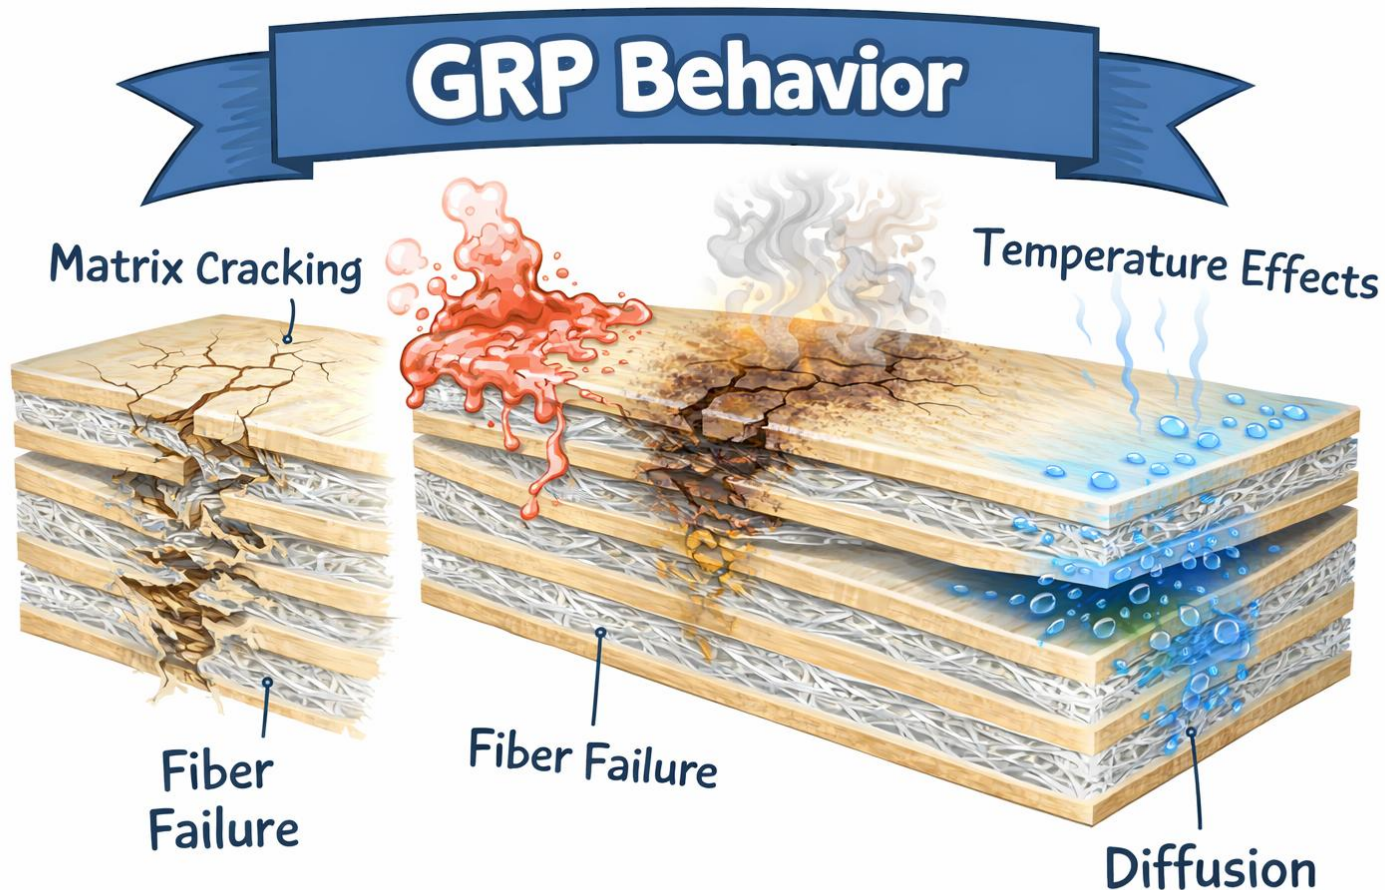 GRP Behavior
Matrix Cracking
Temperature Effects
Fiber
Failure
Fiber Failure
Diffusion